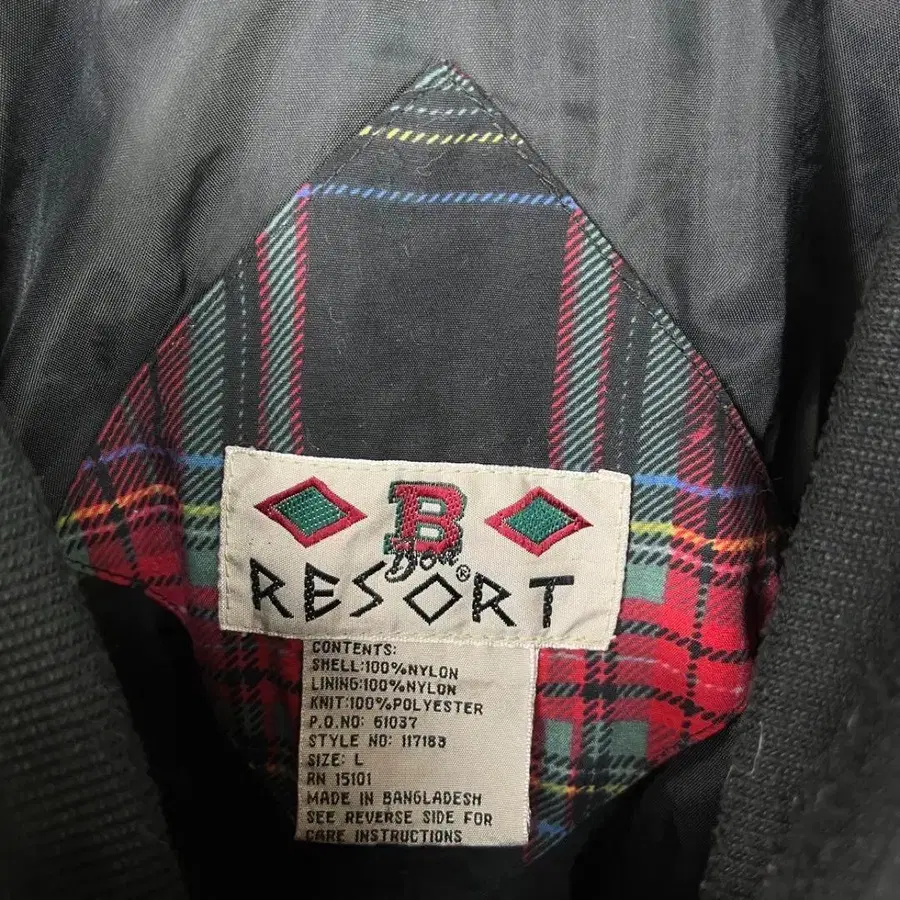 B
Bon
RESORT®
CONTENTS:
SHELL:100%NYLON
LINING:100%NYLON
KNIT:100%POLYESTER
P.O.NO: 61037
STYLE NO: 117183
SIZE: L
RN 15101
MADE IN BANGLADESH
SEE REVERSE SIDE FOR
CARE INSTRUCTIONS